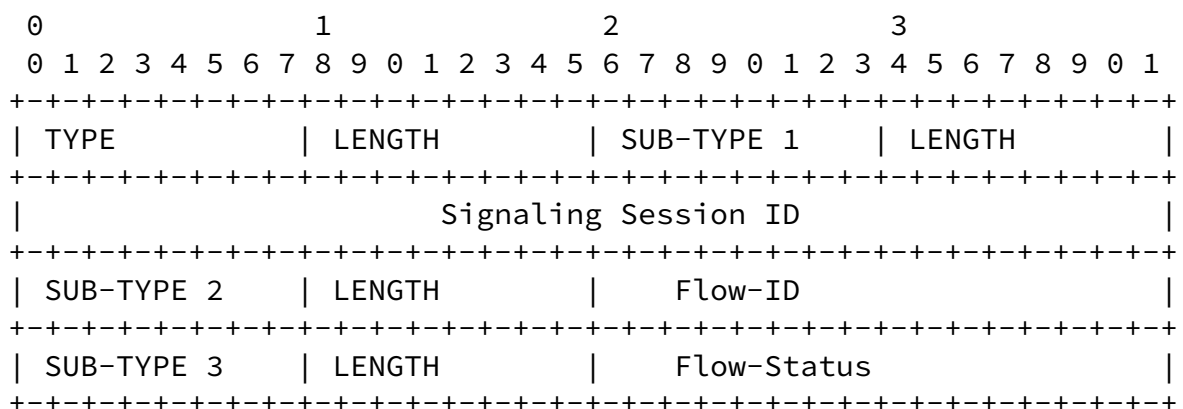 0                   1                   2                   3
 0 1 2 3 4 5 6 7 8 9 0 1 2 3 4 5 6 7 8 9 0 1 2 3 4 5 6 7 8 9 0 1
+-+-+-+-+-+-+-+-+-+-+-+-+-+-+-+-+-+-+-+-+-+-+-+-+-+-+-+-+-+-+-+-+
| TYPE          | LENGTH        | SUB-TYPE 1    | LENGTH        |
+-+-+-+-+-+-+-+-+-+-+-+-+-+-+-+-+-+-+-+-+-+-+-+-+-+-+-+-+-+-+-+-+
|                       Signaling Session ID                    |
+-+-+-+-+-+-+-+-+-+-+-+-+-+-+-+-+-+-+-+-+-+-+-+-+-+-+-+-+-+-+-+-+
| SUB-TYPE 2    | LENGTH        |    Flow-ID                    |
+-+-+-+-+-+-+-+-+-+-+-+-+-+-+-+-+-+-+-+-+-+-+-+-+-+-+-+-+-+-+-+-+
| SUB-TYPE 3    | LENGTH        |    Flow-Status                |
+-+-+-+-+-+-+-+-+-+-+-+-+-+-+-+-+-+-+-+-+-+-+-+-+-+-+-+-+-+-+-+-+